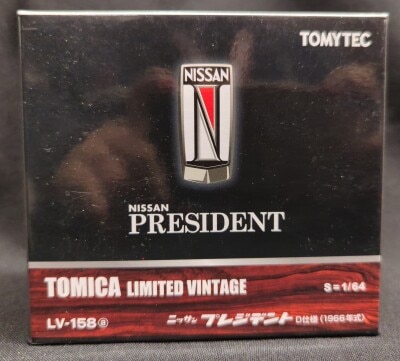 TOMYTEC
NISSAN
N
NISSAN
PRESIDENT
TOMICA LIMITED VINTAGE S=1/64
LV-158ⓐ ニッサン プレジデント D仕様 (1966年式)